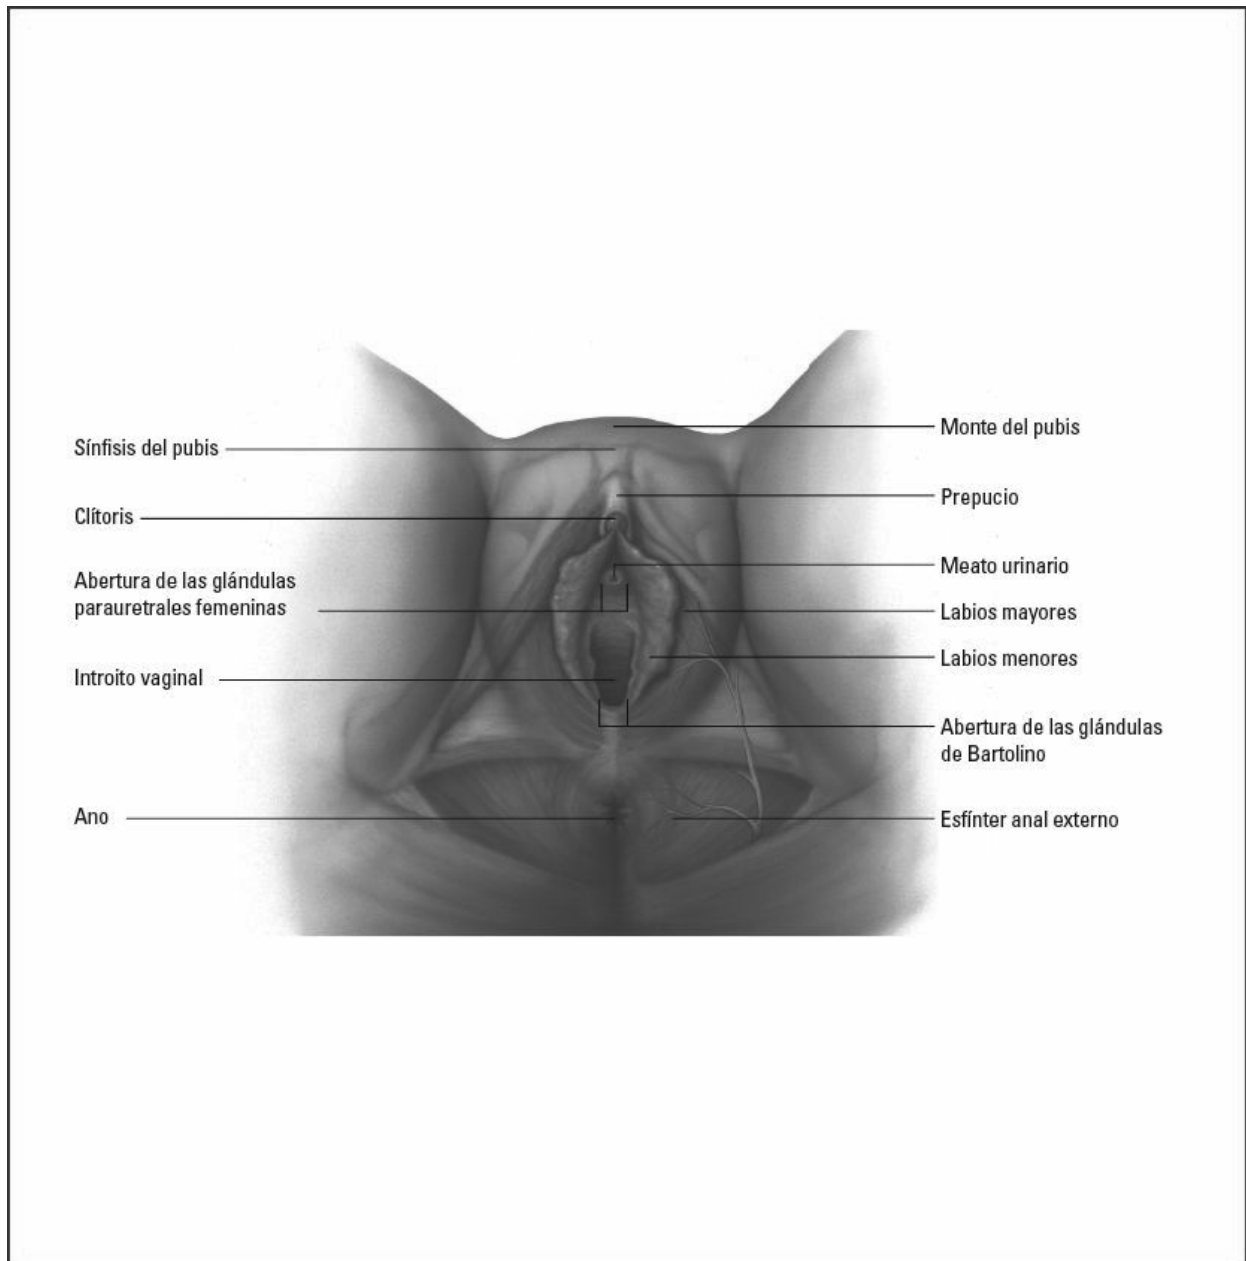 Sínfisis del pubis
Clítoris
Abertura de las glándulas
parauretrales femeninas
Introito vaginal
Ano
Monte del pubis
Prepucio
Meato urinario
Labios mayores
Labios menores
Abertura de las glándulas
de Bartolino
Esfínter anal externo